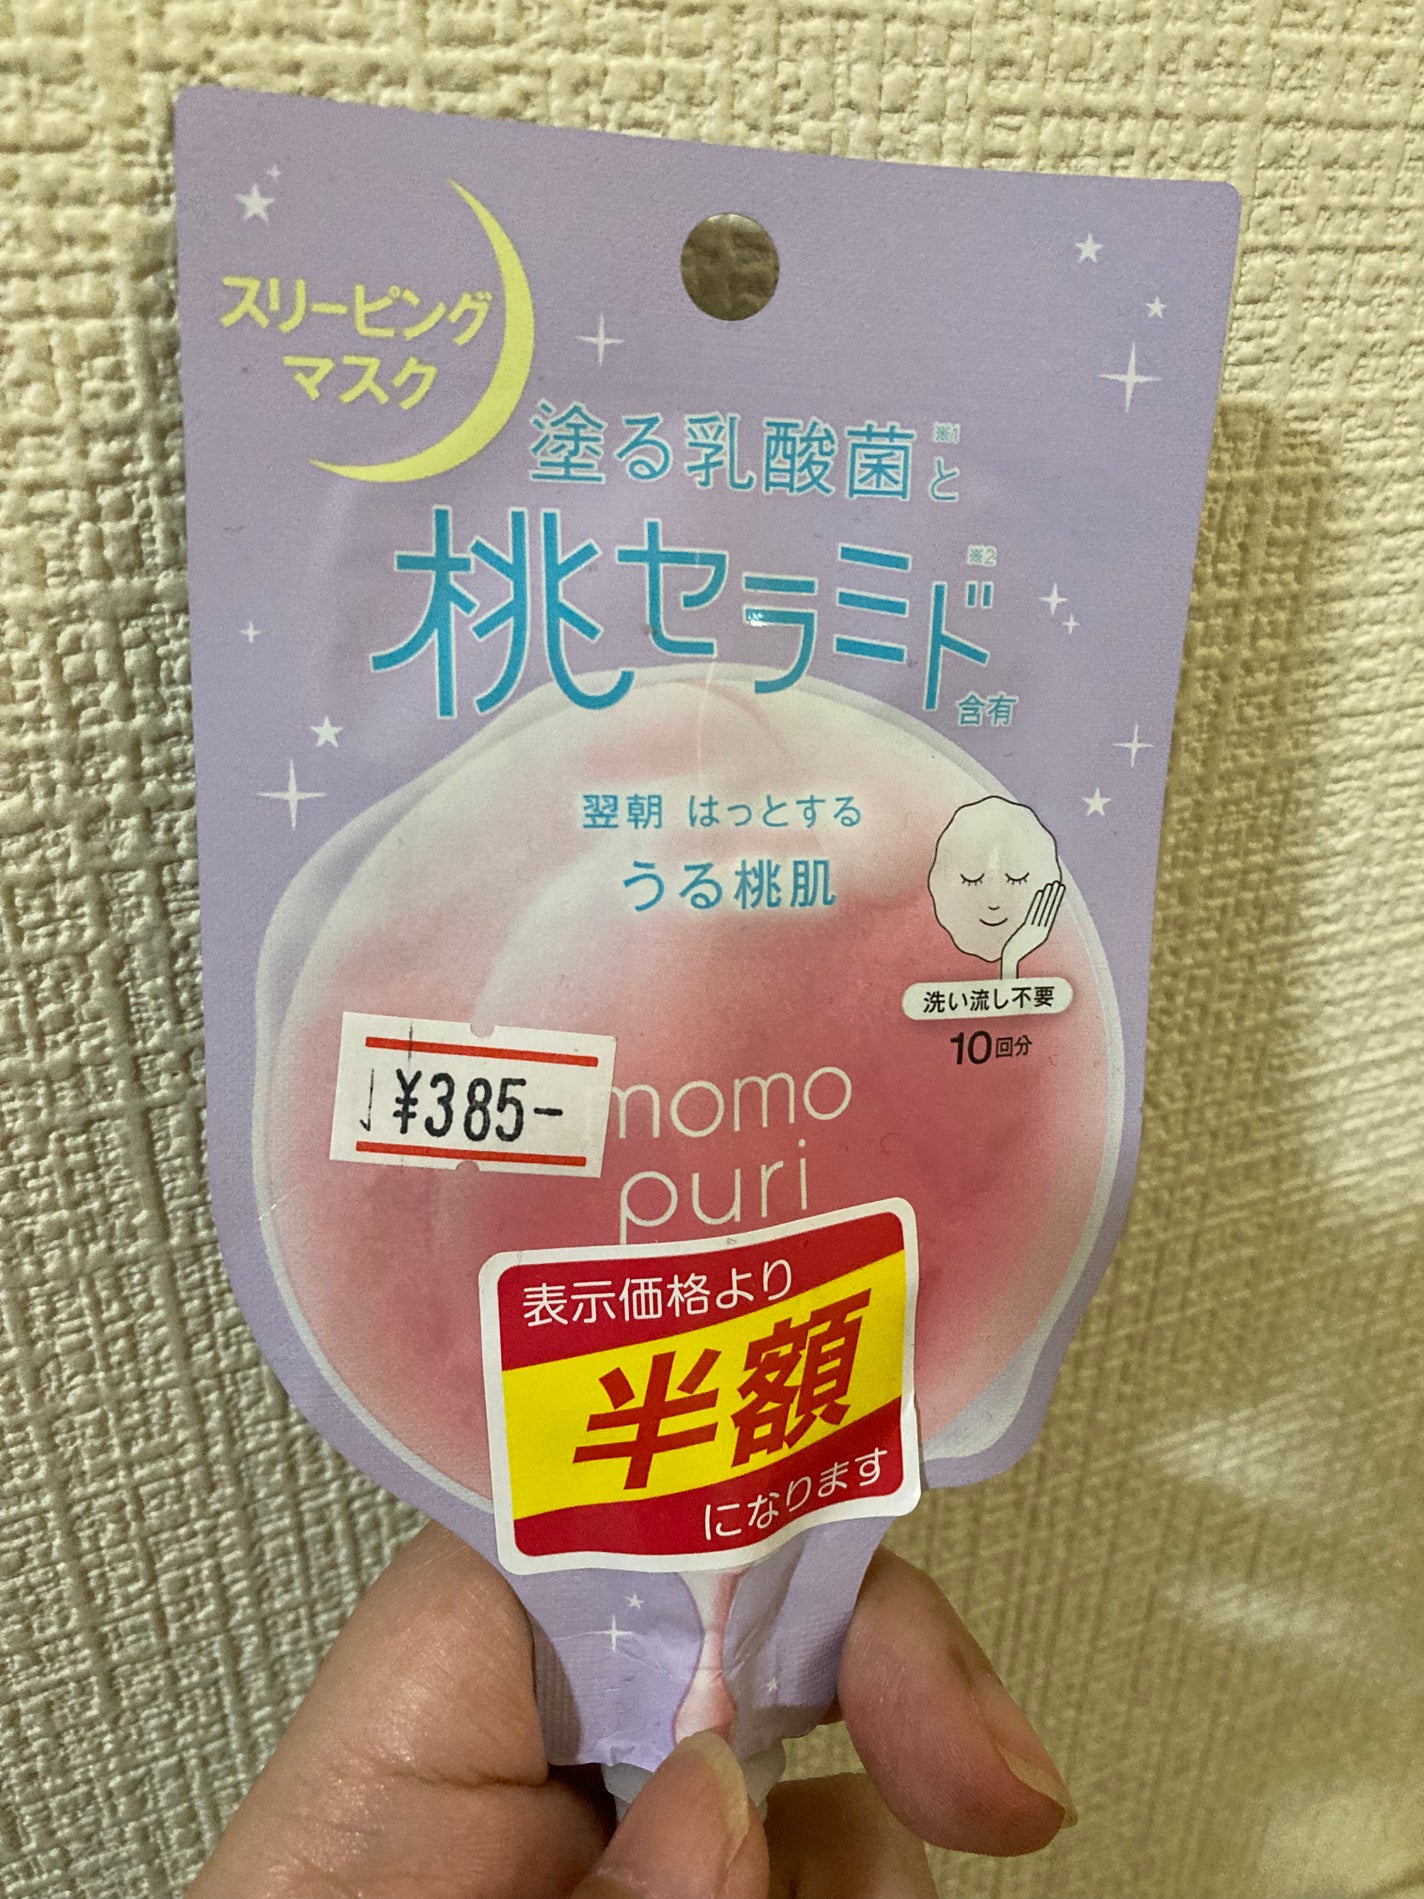 スリーピング
マスク
塗る乳酸菌※1と
桃セラミド※2
含有
翌朝 はっとする
うる桃肌
洗い流し不要
10回分
¥385-
momo
puri
表示価格より
半額
になります